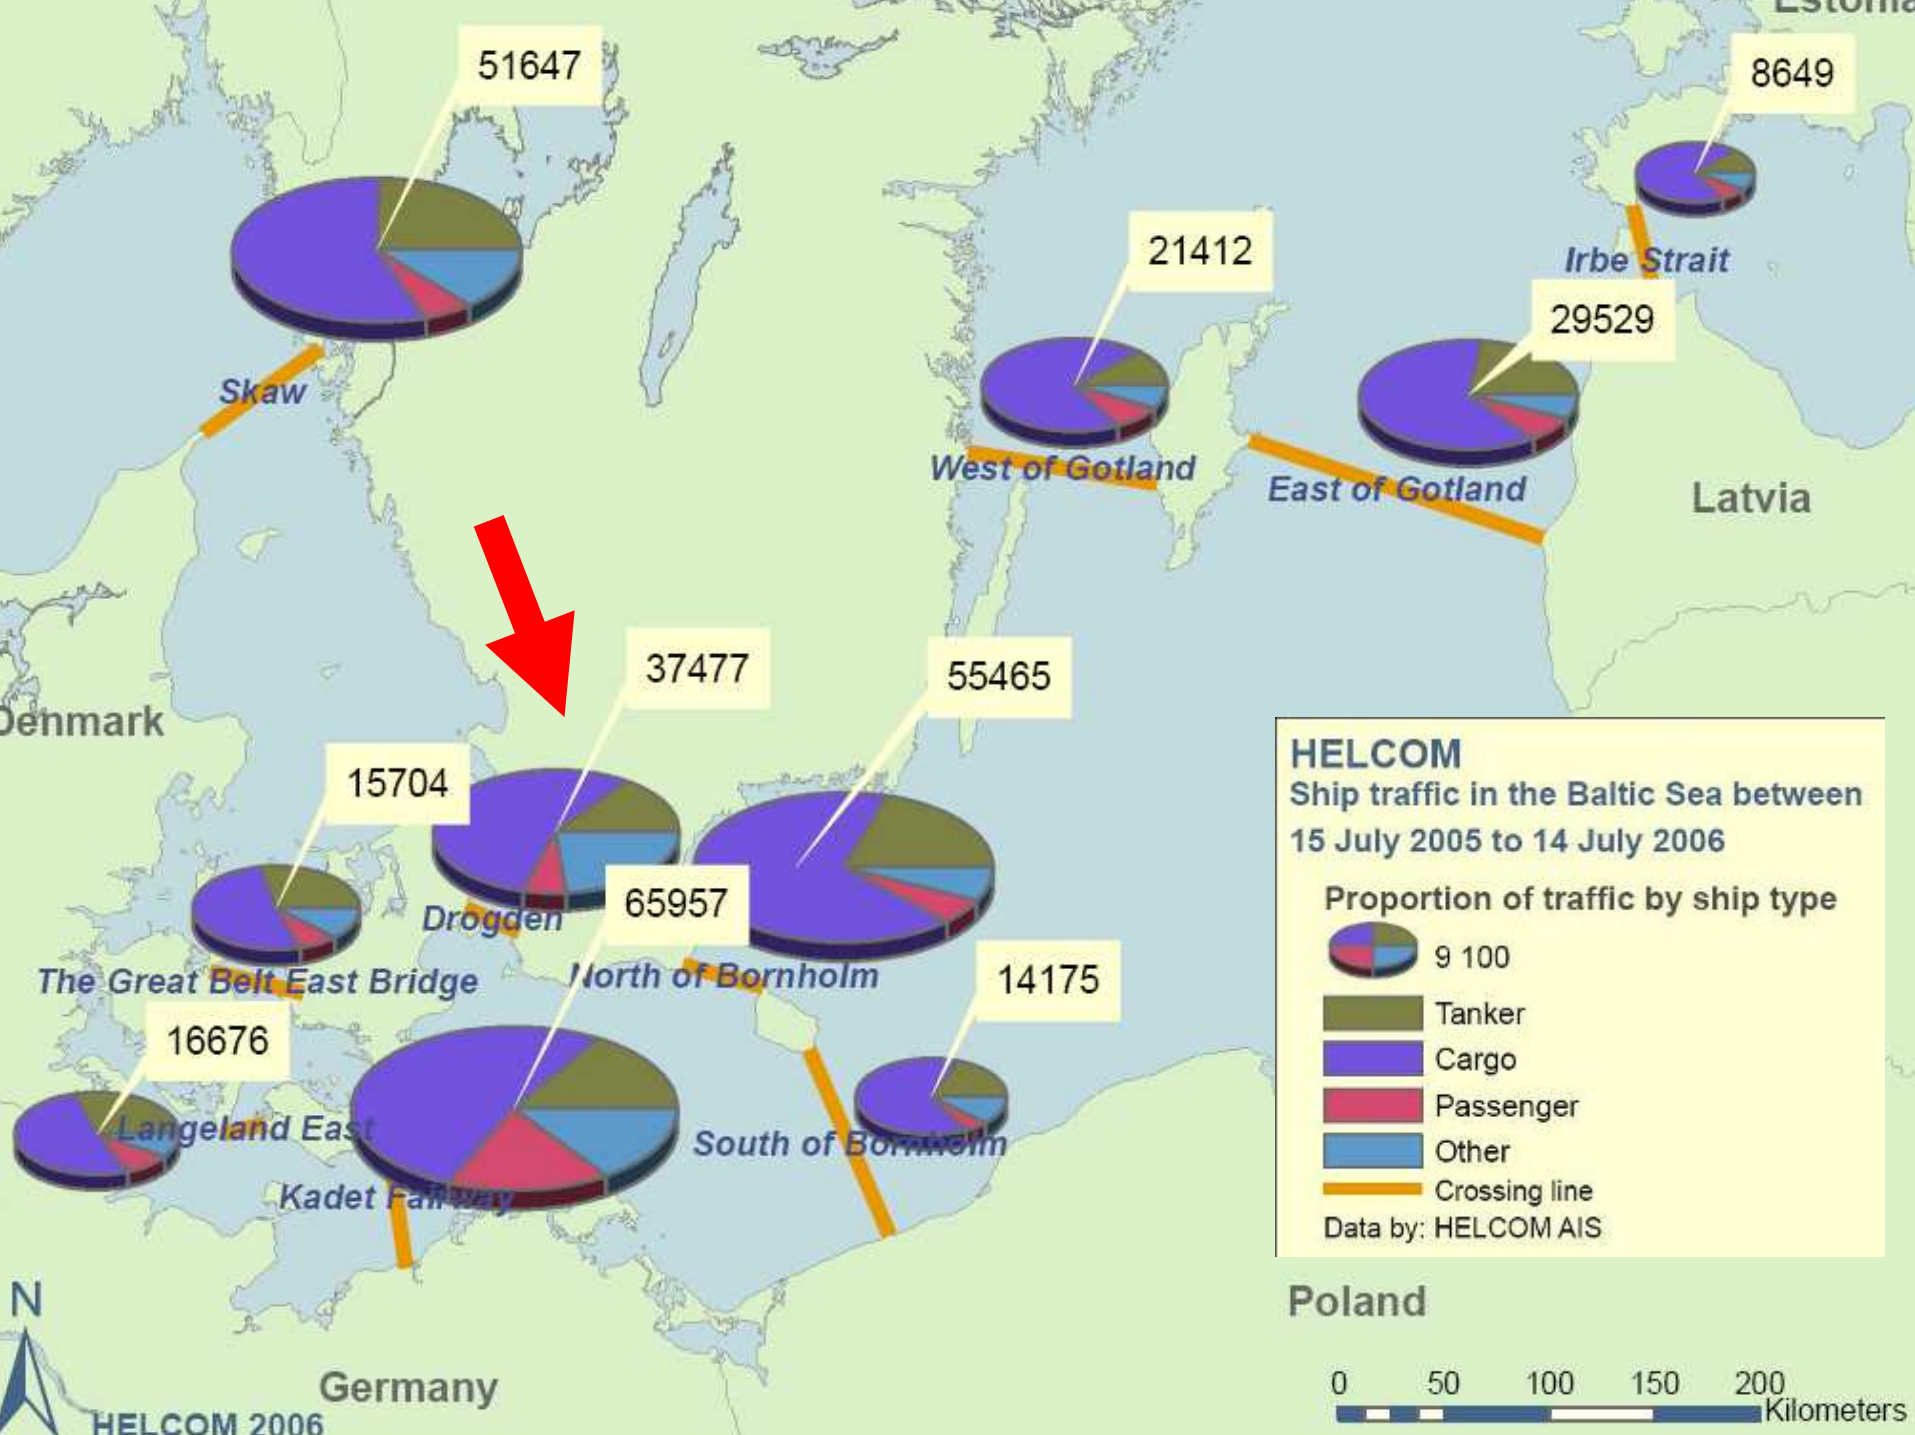 Estonia
51647
8649
21412
Irbe Strait
29529
Skaw
West of Gotland
East of Gotland
Latvia
37477
55465
Denmark
15704
65957
Drogden
The Great Belt East Bridge
North of Bornholm
14175
16676
Langeland East
South of Bornholm
Kadet Fairway
HELCOM
Ship traffic in the Baltic Sea between
15 July 2005 to 14 July 2006
Proportion of traffic by ship type
9 100
Tanker
Cargo
Passenger
Other
Crossing line
Data by: HELCOM AIS
N
Poland
Germany
0 50 100 150 200
Kilometers
HELCOM 2006